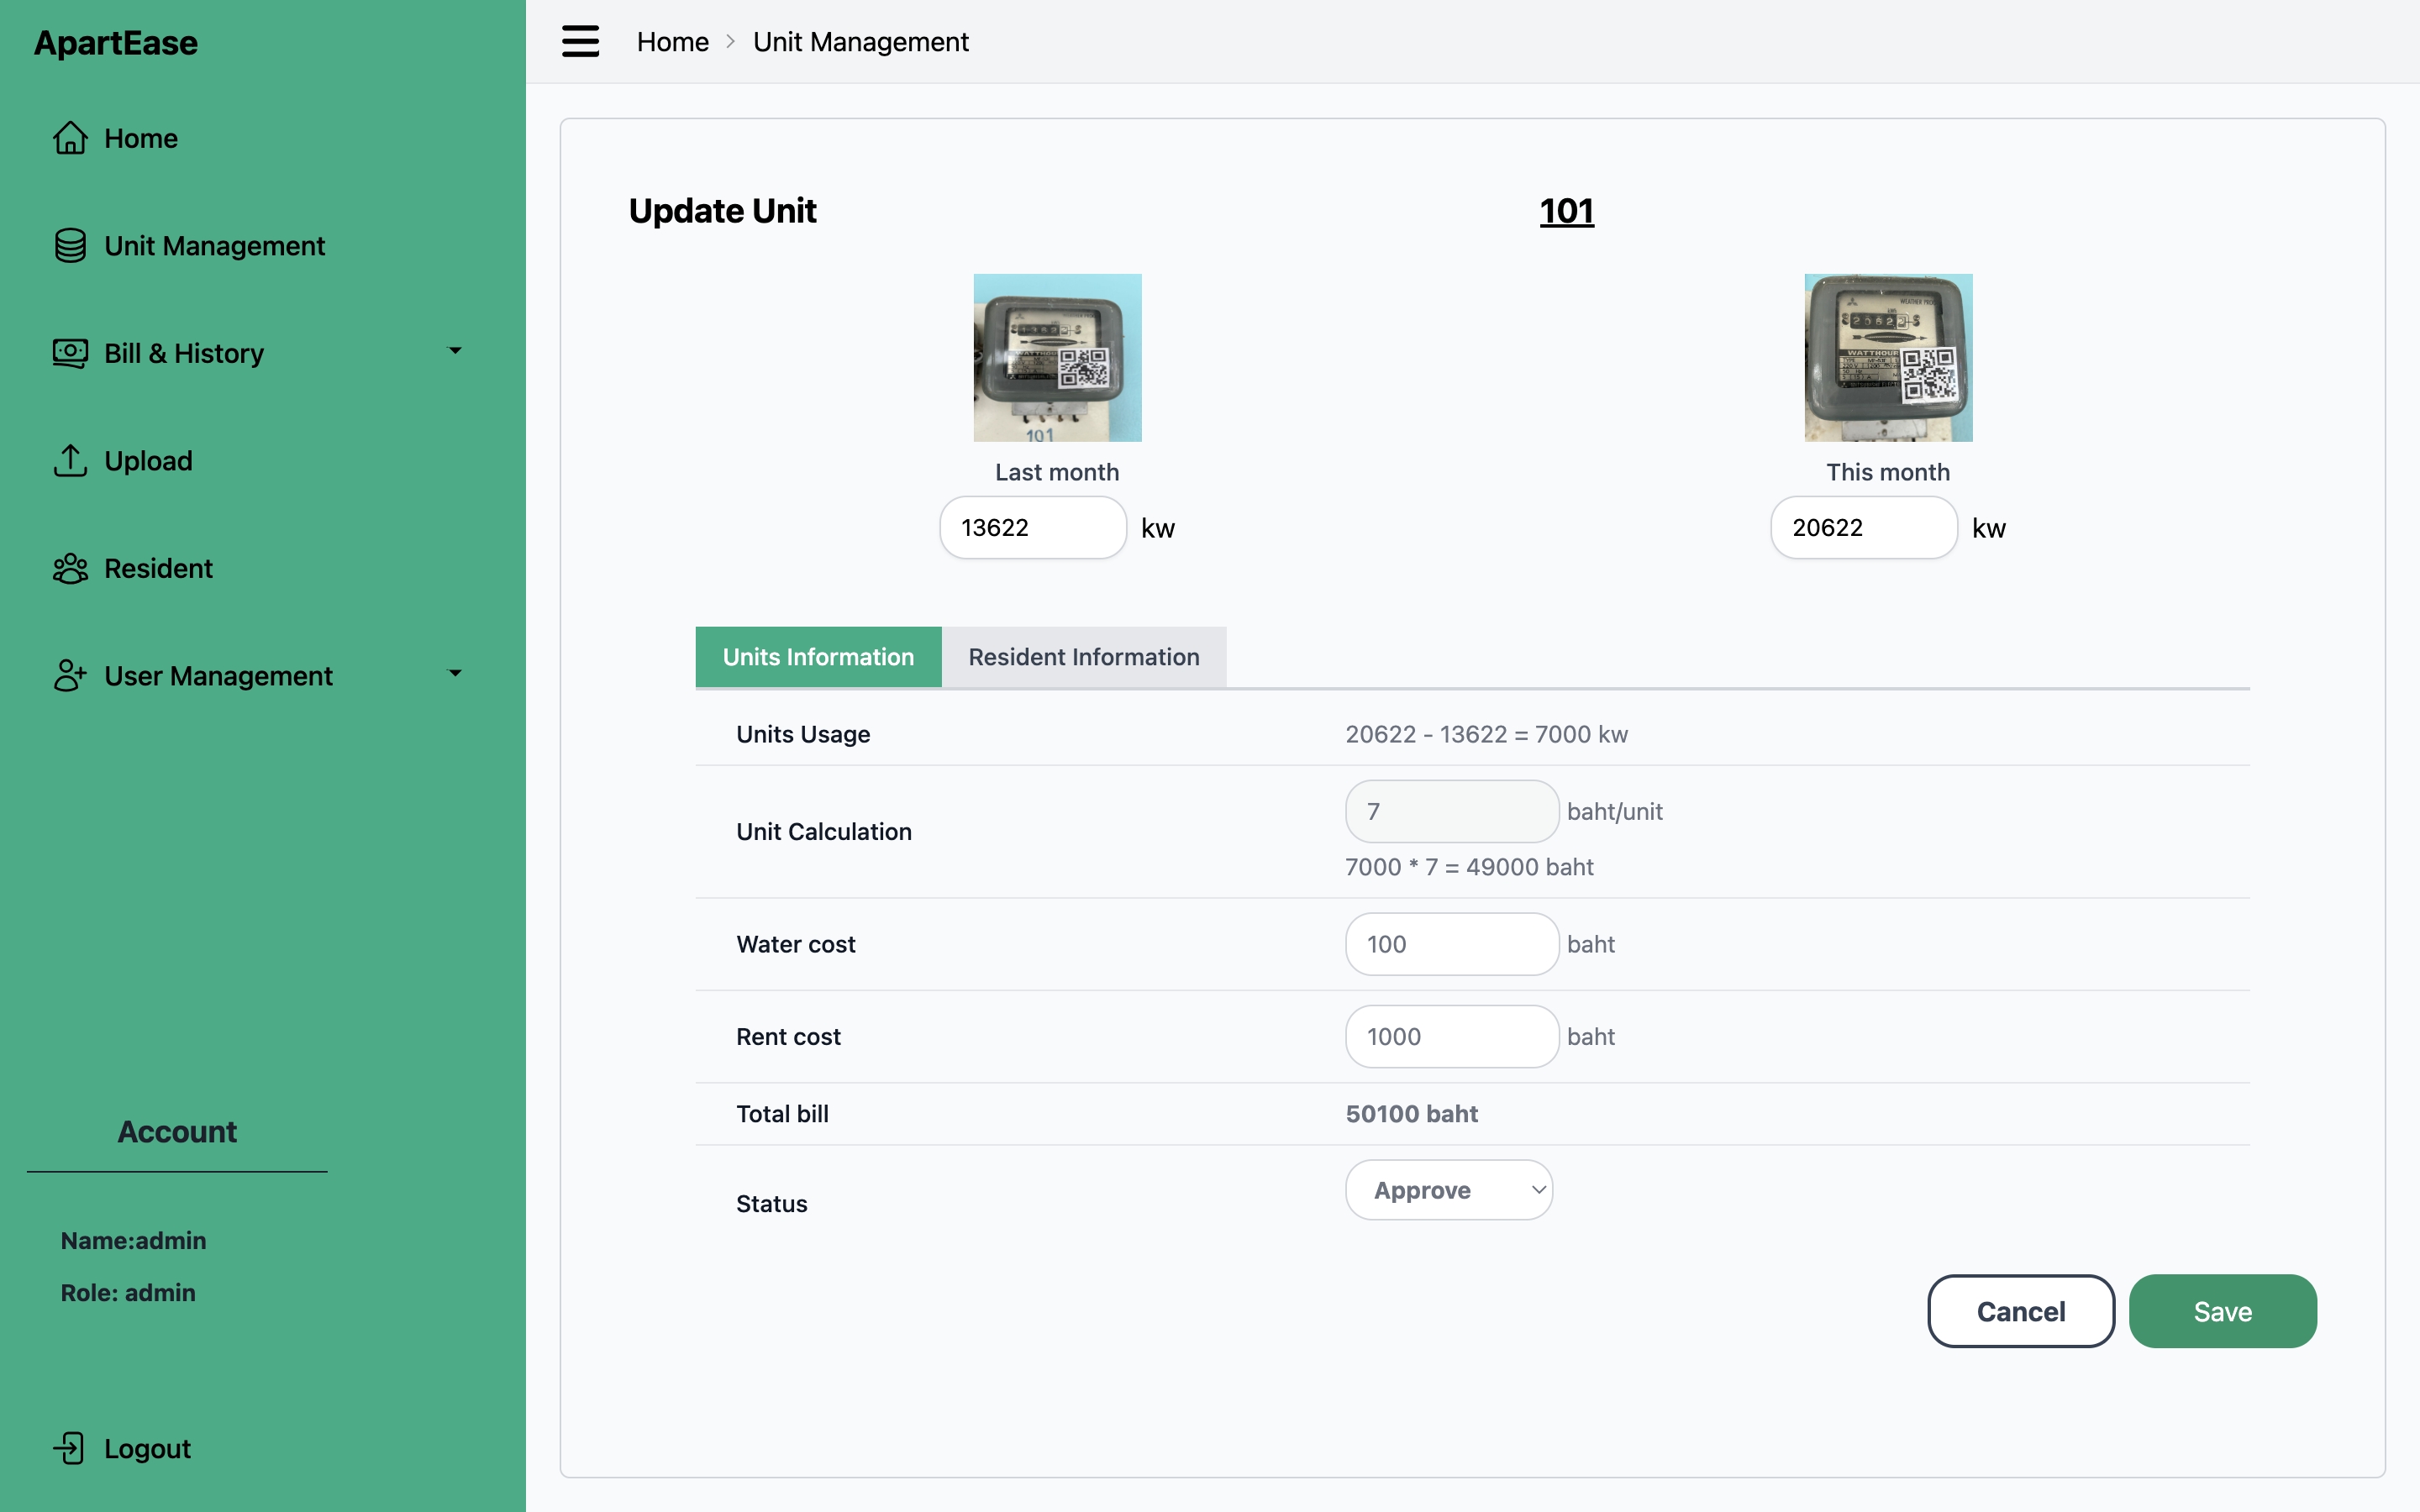 ApartEase
Home
Unit Management
Bill & History
Upload
Resident
User Management
Account
Name:admin
Role: admin
Logout
Home > Unit Management
Update Unit
101
101
WATTHOUR
Last month
13622 kw
This month
20622 kw
Units Information
Resident Information
Units Usage
20622 - 13622 = 7000 kw
Unit Calculation
7 baht/unit
7000 * 7 = 49000 baht
Water cost
100 baht
Rent cost
1000 baht
Total bill
50100 baht
Status
Approve
Cancel
Save